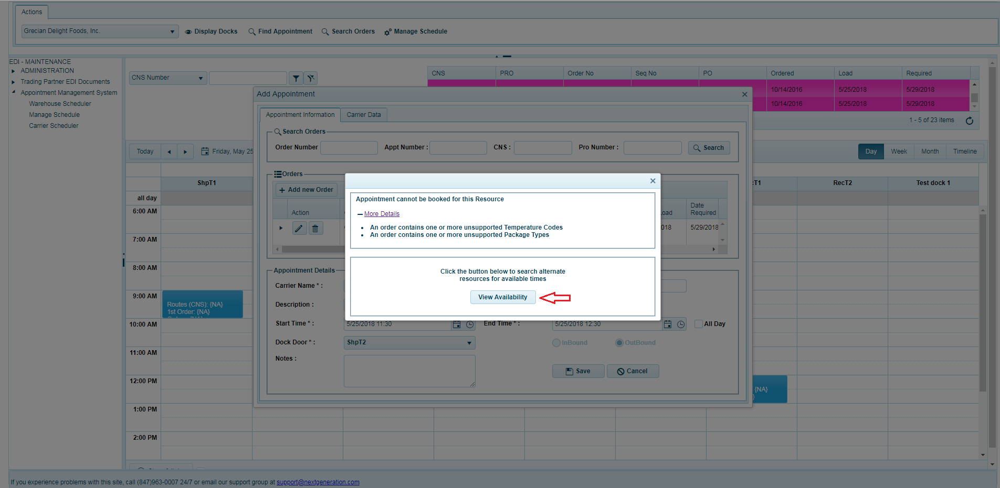 Actions
Grecian Delight Foods, Inc.
Display Docks
Find Appointment
Search Orders
Manage Schedule
EDI - MAINTENANCE
ADMINISTRATION
Trading Partner EDI Documents
Appointment Management System
Warehouse Scheduler
Manage Schedule
Carrier Scheduler
CNS Number
CNS PRO Order No Seq No PO Ordered Load Required
10/14/2016 5/25/2018 5/29/2018
10/14/2016 5/25/2018 5/29/2018
1 - 5 of 23 items
Today
Friday, May 25
Day Week Month Timeline
ShpT1
:T1
RecT2
Test dock 1
all day
6:00 AM
7:00 AM
8:00 AM
9:00 AM
10:00 AM
11:00 AM
12:00 PM
1:00 PM
2:00 PM
Routes (CNS): {NA}
1st Order: {NA}
{NA}
}
Add Appointment
Appointment Information
Carrier Data
Search Orders
Order Number
Appt Number :
CNS :
Pro Number :
Search
Orders
+ Add new Order
Action
oad
Date
Required
018
5/29/2018
Appointment Details
Carrier Name * :
Description :
Start Time * :
5/25/2018 11:30
End Time * :
5/25/2018 12:30
All Day
Dock Door * :
ShpT2
InBound
OutBound
Notes :
Save
Cancel
Appointment cannot be booked for this Resource
More Details
• An order contains one or more unsupported Temperature Codes
• An order contains one or more unsupported Package Types
Click the button below to search alternate
resources for available times
View Availability
If you experience problems with this site, call (847)963-0007 24/7 or email our support group at support@nextgeneration.com